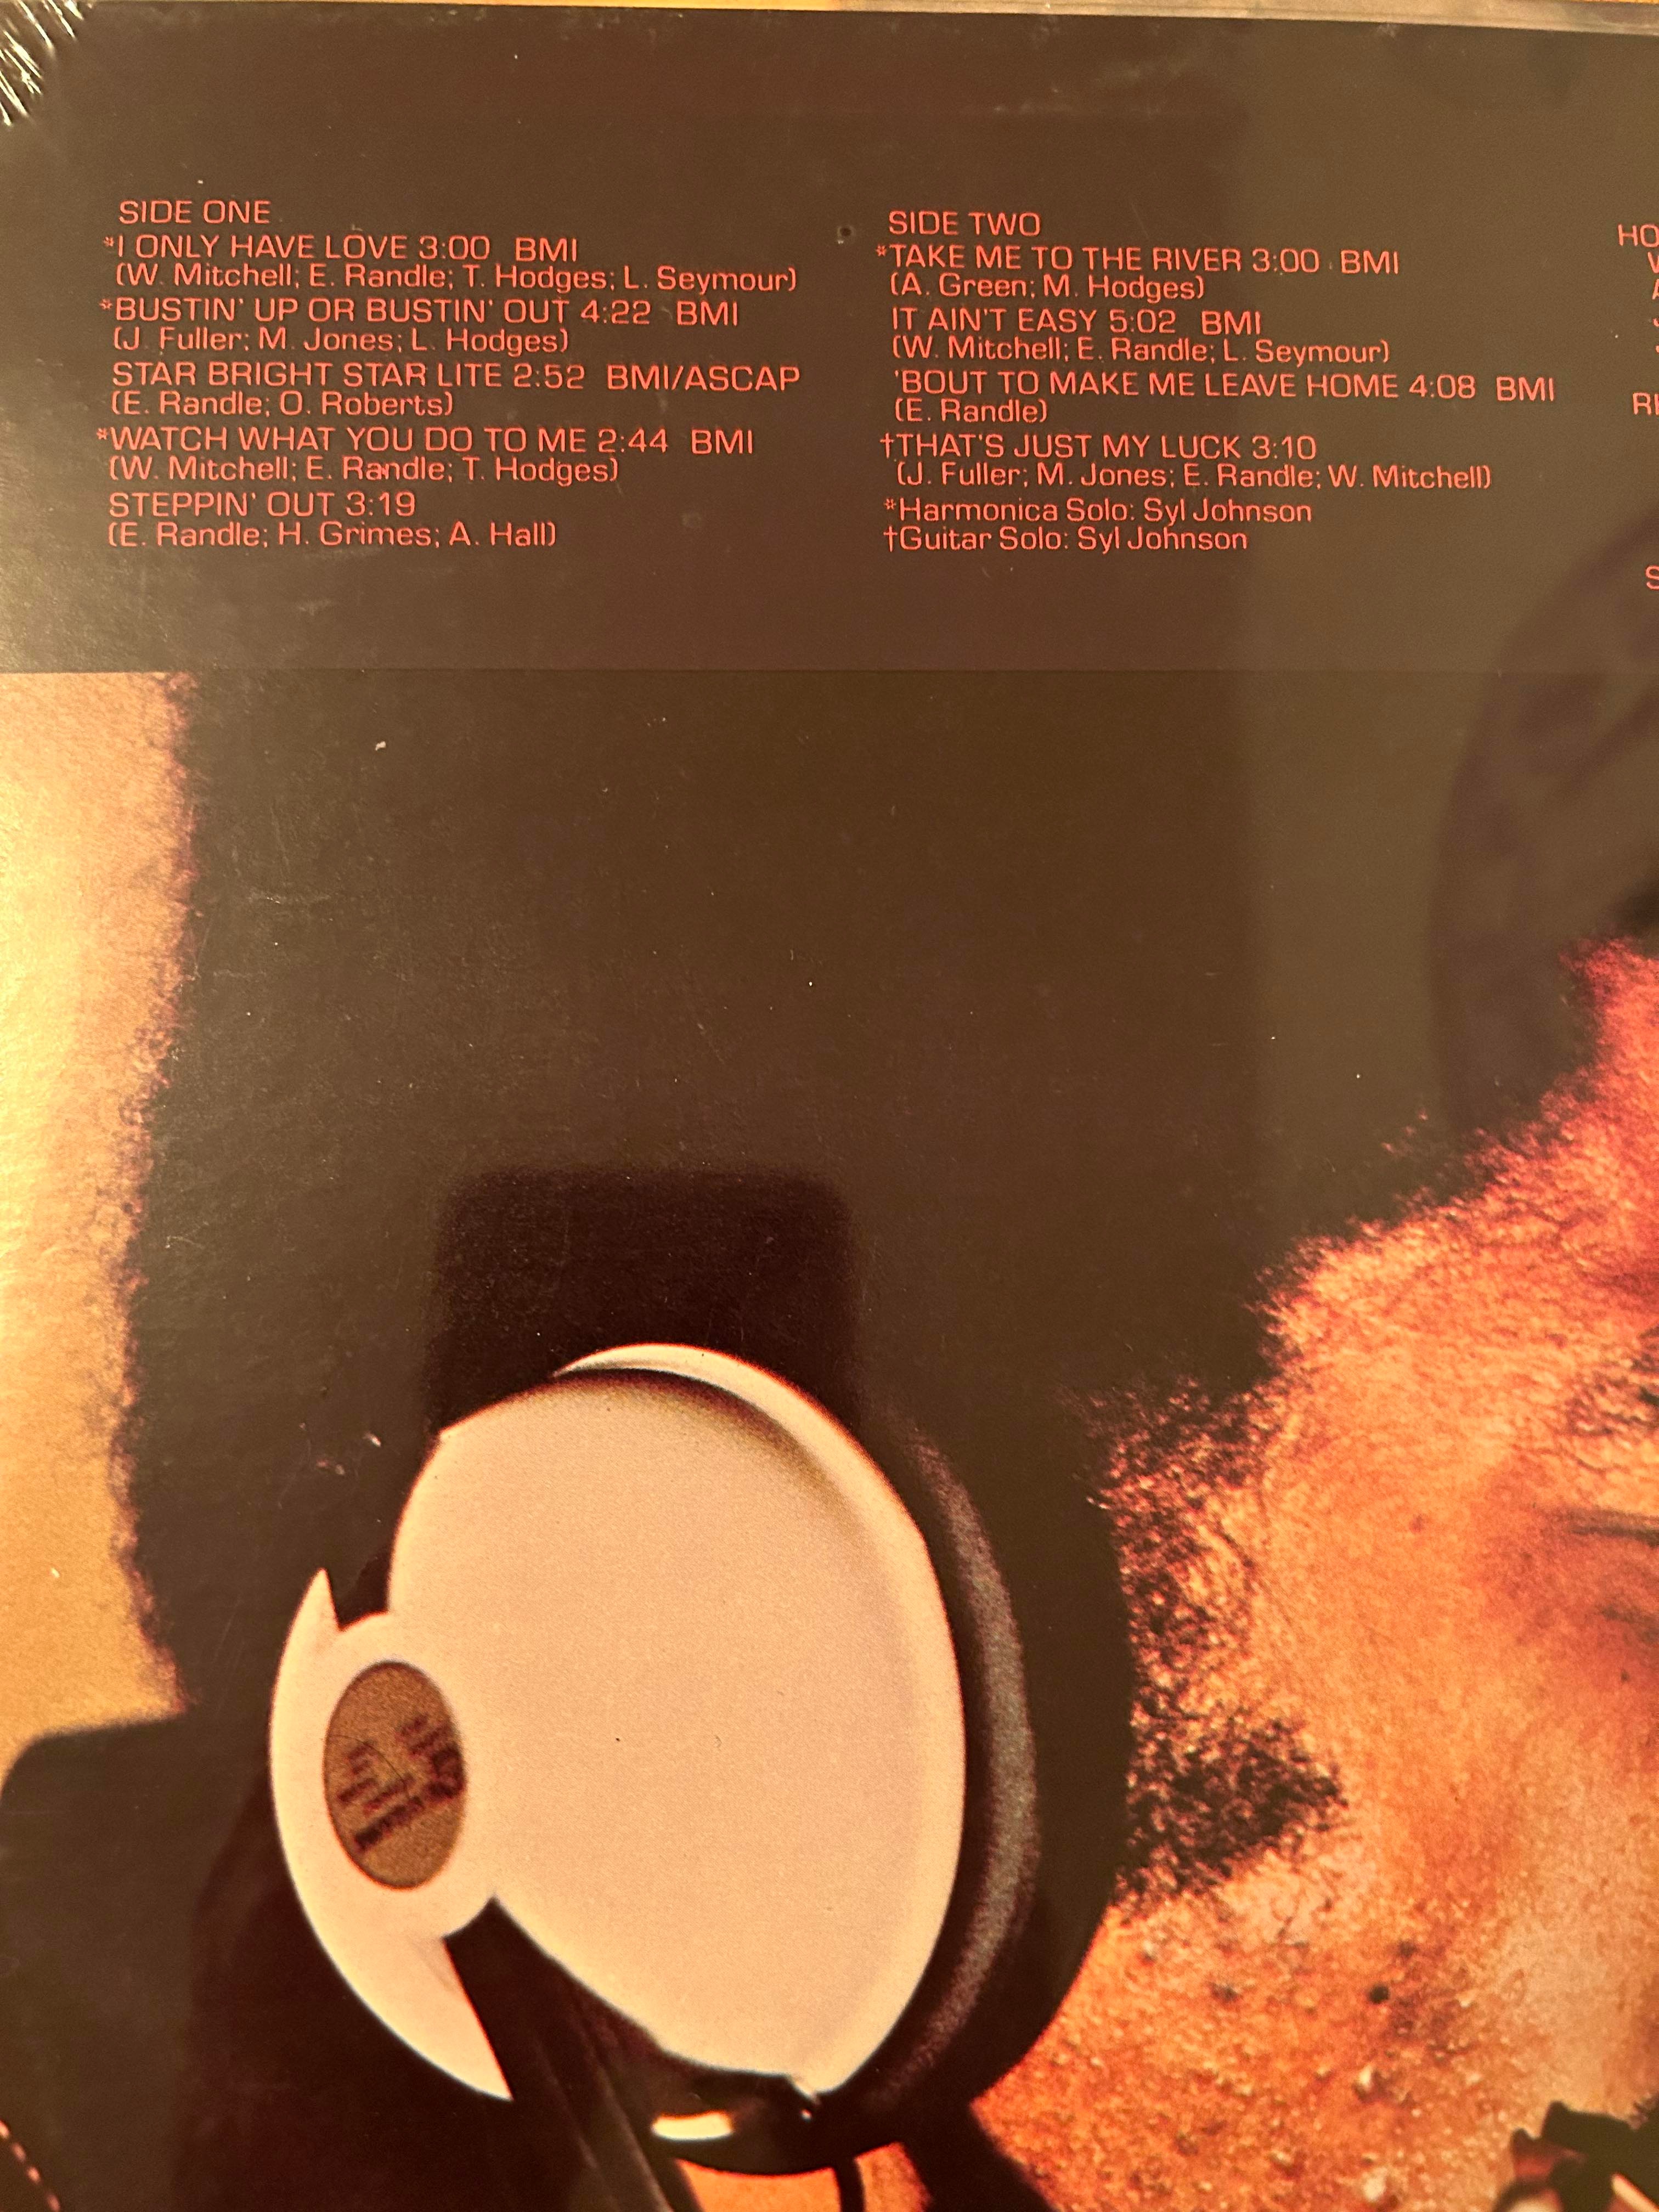 SIDE ONE
*I ONLY HAVE LOVE 3:00 BMI
(W. Mitchell; E. Randle; T. Hodges; L. Seymour)
*BUSTIN' UP OR BUSTIN' OUT 4:22 BMI
(J. Fuller; M. Jones; L. Hodges)
STAR BRIGHT STAR LITE 2:52 BMI/ASCAP
(E. Randle; O. Roberts)
*WATCH WHAT YOU DO TO ME 2:44 BMI
(W. Mitchell; E. Randle; T. Hodges)
STEPPIN' OUT 3:19
(E. Randle; H. Grimes; A. Hall)
SIDE TWO
*TAKE ME TO THE RIVER 3:00 BMI
(A. Green; M. Hodges)
IT AIN'T EASY 5:02 BMI
(W. Mitchell; E. Randle; L. Seymour)
'BOUT TO MAKE ME LEAVE HOME 4:08 BMI
(E. Randle)
†THAT'S JUST MY LUCK 3:10
(J. Fuller; M. Jones; E. Randle; W. Mitchell)
*Harmonica Solo: Syl Johnson
†Guitar Solo: Syl Johnson
HO